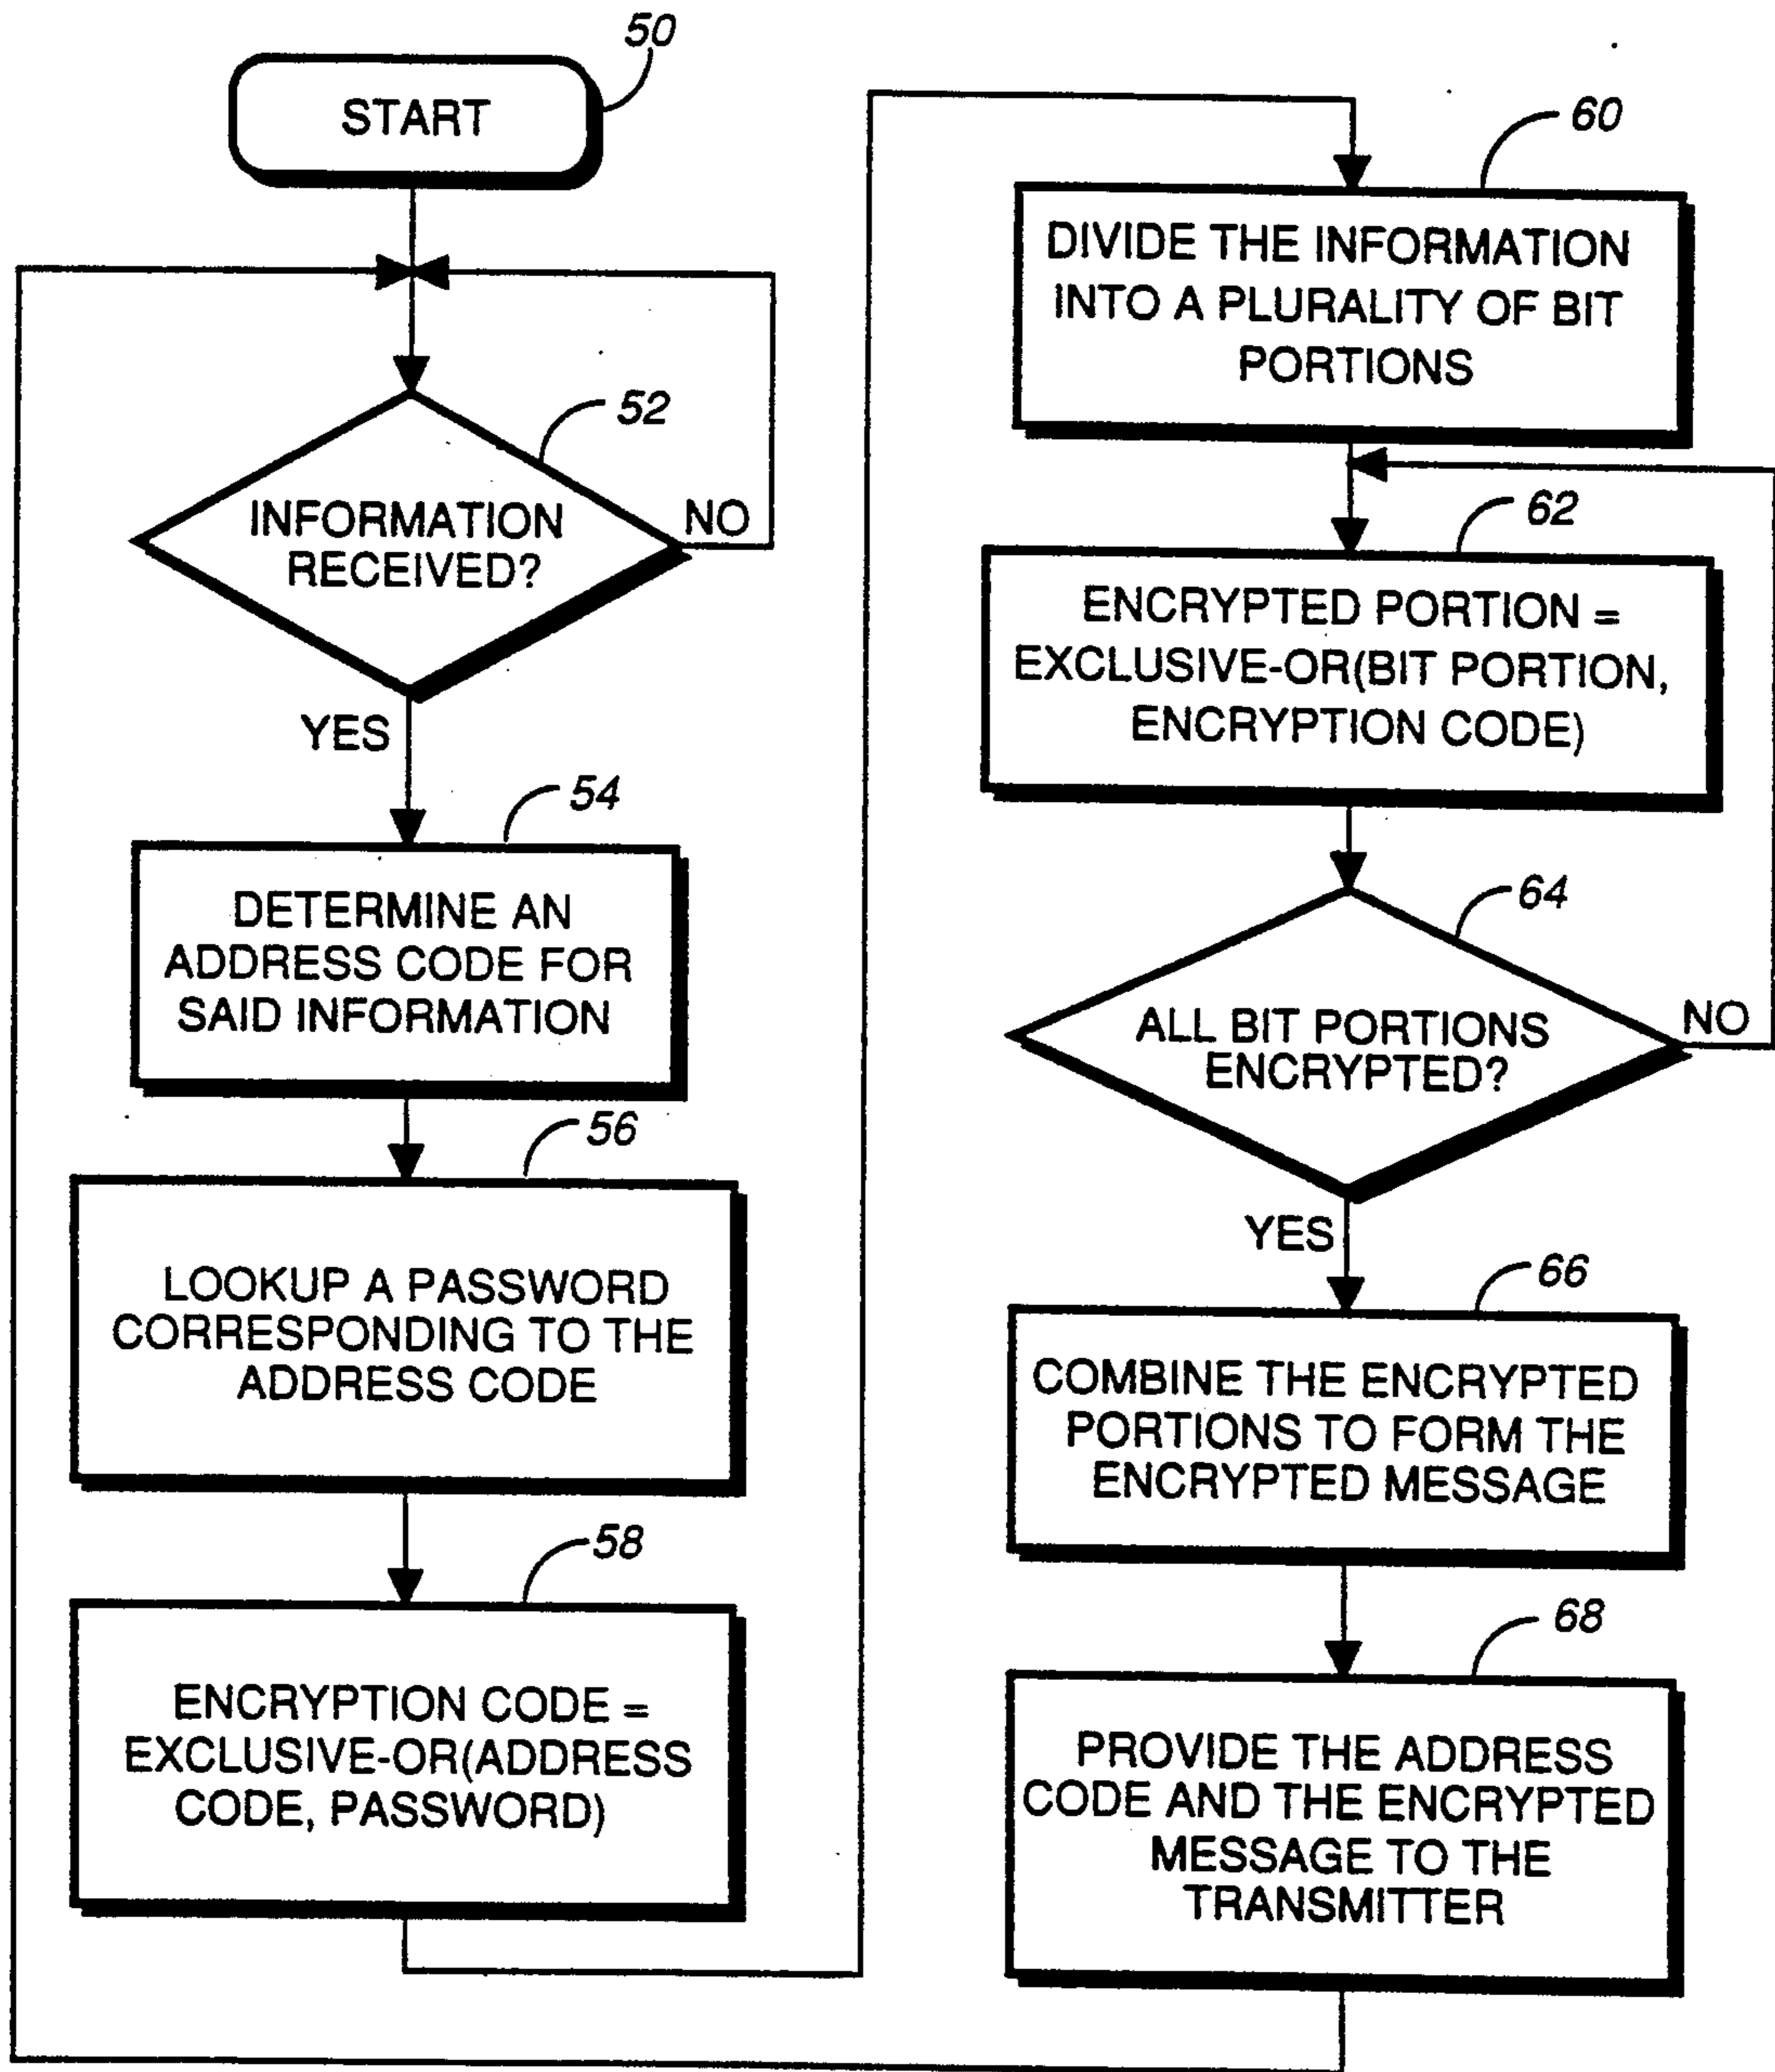 50
START
52
INFORMATION
RECEIVED?
NO
YES
54
DETERMINE AN
ADDRESS CODE FOR
SAID INFORMATION
56
LOOKUP A PASSWORD
CORRESPONDING TO THE
ADDRESS CODE
58
ENCRYPTION CODE =
EXCLUSIVE-OR(ADDRESS
CODE, PASSWORD)
60
DIVIDE THE INFORMATION
INTO A PLURALITY OF BIT
PORTIONS
62
ENCRYPTED PORTION =
EXCLUSIVE-OR(BIT PORTION,
ENCRYPTION CODE)
64
ALL BIT PORTIONS
ENCRYPTED?
NO
YES
66
COMBINE THE ENCRYPTED
PORTIONS TO FORM THE
ENCRYPTED MESSAGE
68
PROVIDE THE ADDRESS
CODE AND THE ENCRYPTED
MESSAGE TO THE
TRANSMITTER